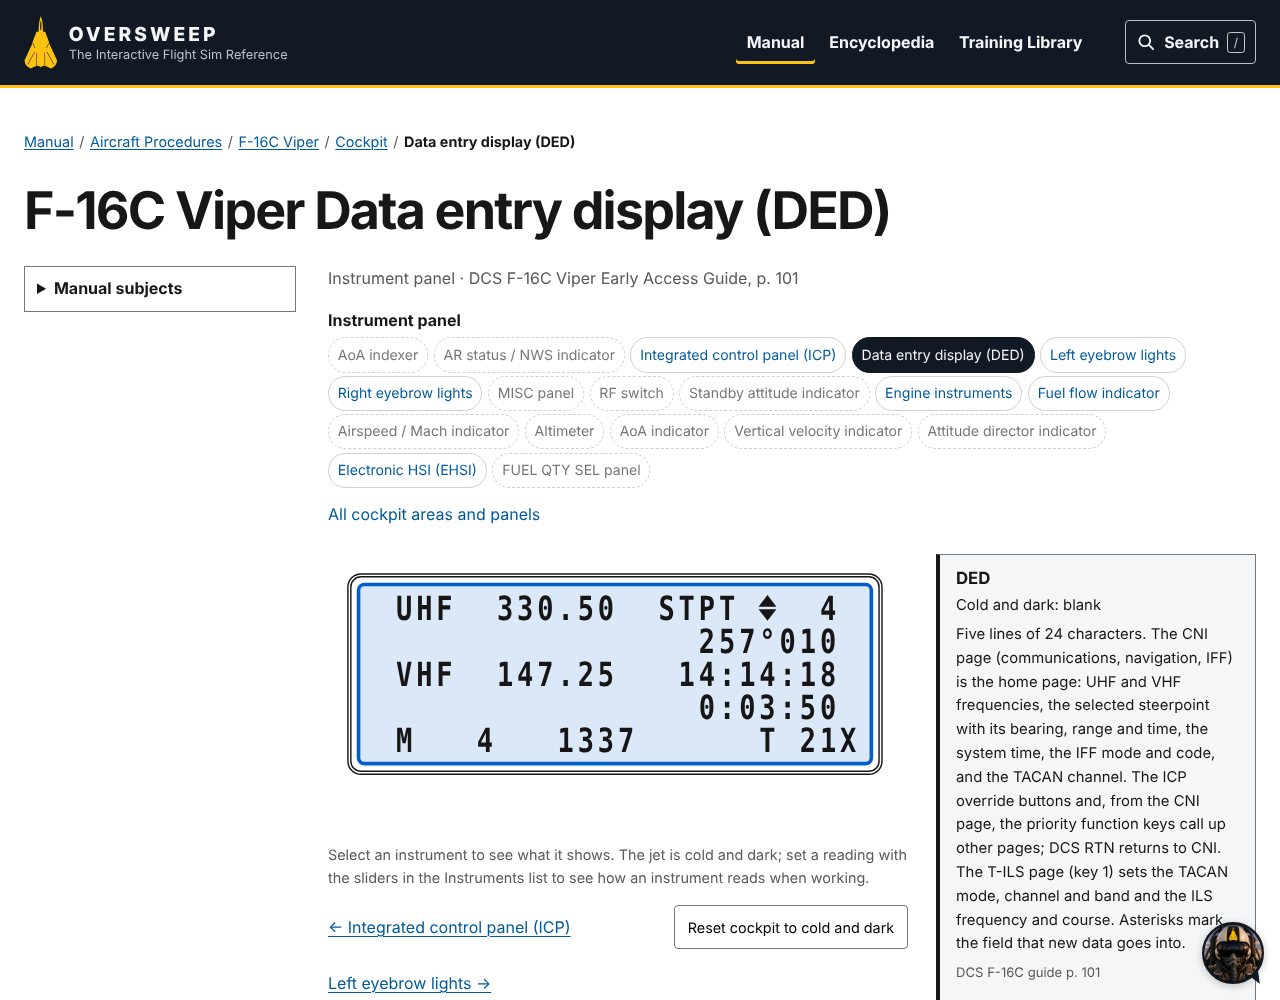 OVERSWEEP
The Interactive Flight Sim Reference
Manual
Encyclopedia
Training Library
Search /
Manual / Aircraft Procedures / F-16C Viper / Cockpit / Data entry display (DED)
F-16C Viper Data entry display (DED)
Manual subjects
Instrument panel · DCS F-16C Viper Early Access Guide, p. 101
Instrument panel
AoA indexer
AR status / NWS indicator
Integrated control panel (ICP)
Data entry display (DED)
Left eyebrow lights
Right eyebrow lights
MISC panel
RF switch
Standby attitude indicator
Engine instruments
Fuel flow indicator
Airspeed / Mach indicator
Altimeter
AoA indicator
Vertical velocity indicator
Attitude director indicator
Electronic HSI (EHSI)
FUEL QTY SEL panel
All cockpit areas and panels
UHF 330.50 STPT 4
257°010
VHF 147.25 14:14:18
0:03:50
M 4 1337 T 21X
Select an instrument to see what it shows. The jet is cold and dark; set a reading with
the sliders in the Instruments list to see how an instrument reads when working.
← Integrated control panel (ICP)
Reset cockpit to cold and dark
Left eyebrow lights →
DED
Cold and dark: blank
Five lines of 24 characters. The CNI
page (communications, navigation, IFF)
is the home page: UHF and VHF
frequencies, the selected steerpoint
with its bearing, range and time, the
system time, the IFF mode and code,
and the TACAN channel. The ICP
override buttons and, from the CNI
page, the priority function keys call up
other pages; DCS RTN returns to CNI.
The T-ILS page (key 1) sets the TACAN
mode, channel and band and the ILS
frequency and course. Asterisks mark
the field that new data goes into.
DCS F-16C guide p. 101